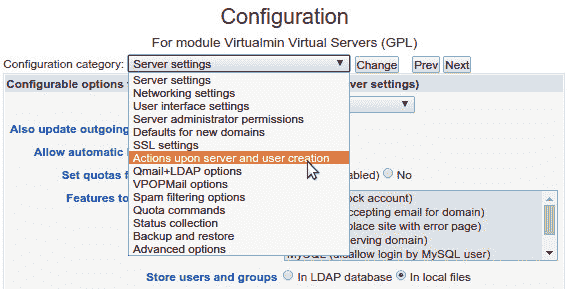 Configuration
For module Virtualmin Virtual Servers (GPL)
Configuration category: Server settings Change Prev Next
Server settings
Configurable options ver settings)
Networking settings
User interface settings
Server administrator permissions
Also update outgoing
Defaults for new domains
SSL settings
Allow automatic
Actions upon server and user creation
Qmail+LDAP options
Set quotas f abled) No
VPOPMail options
Spam filtering options
Features to ock account)
Quota commands
ccepting email for domain)
Status collection
place site with error page)
Backup and restore
erving domain)
Advanced options
MySQL (disallow login by MySQL user)
Store users and groups In LDAP database In local files